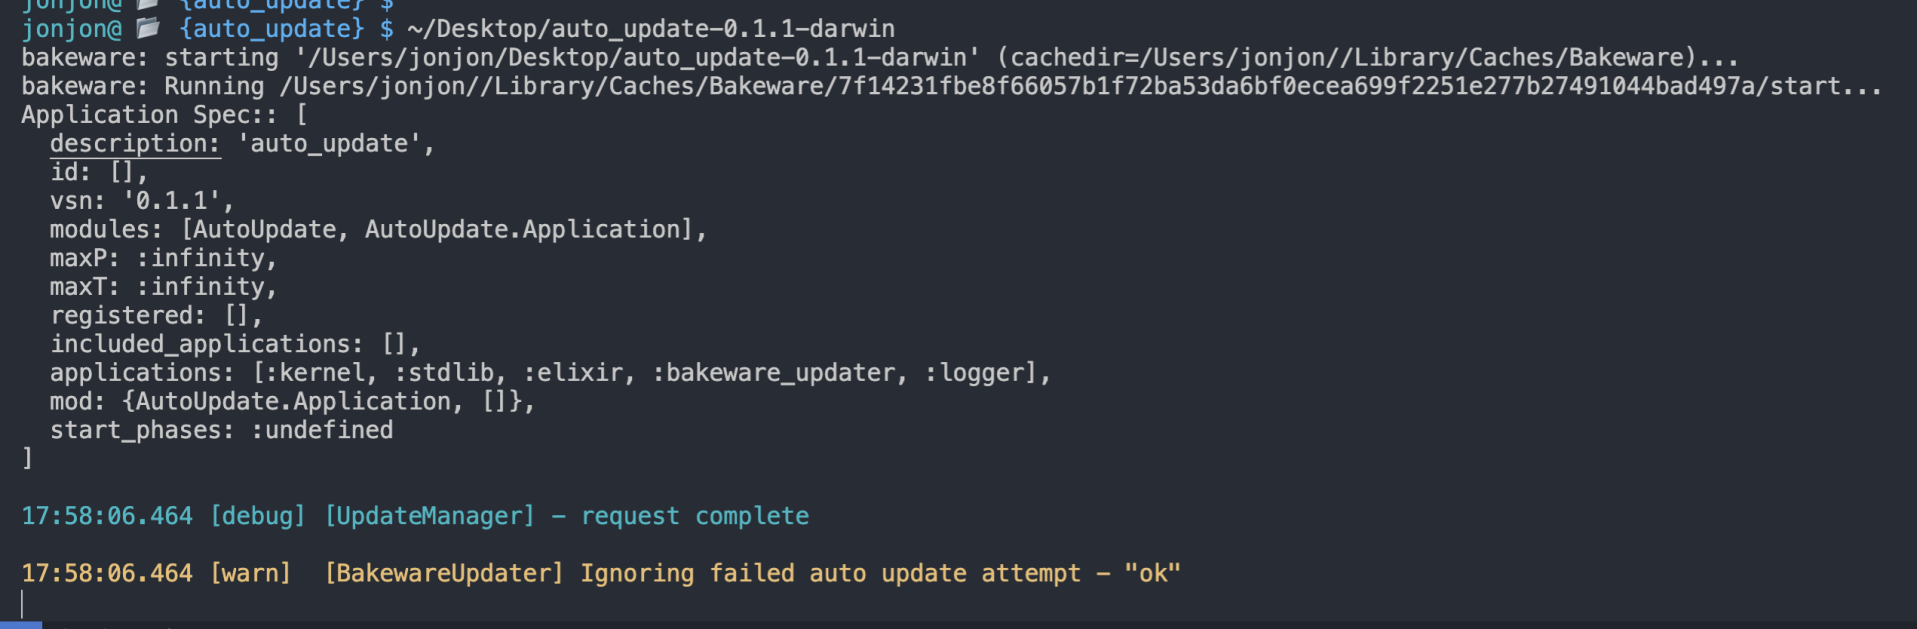 jonjon@ {auto_update} $
jonjon@ {auto_update} $ ~/Desktop/auto_update-0.1.1-darwin
bakeware: starting '/Users/jonjon/Desktop/auto_update-0.1.1-darwin' (cachedir=/Users/jonjon//Library/Caches/Bakeware)...
bakeware: Running /Users/jonjon//Library/Caches/Bakeware/7f14231fbe8f66057b1f72ba53da6bf0ecea699f2251e277b27491044bad497a/start...
Application Spec:: [
  description: 'auto_update',
  id: [],
  vsn: '0.1.1',
  modules: [AutoUpdate, AutoUpdate.Application],
  maxP: :infinity,
  maxT: :infinity,
  registered: [],
  included_applications: [],
  applications: [:kernel, :stdlib, :elixir, :bakeware_updater, :logger],
  mod: {AutoUpdate.Application, []},
  start_phases: :undefined
]
17:58:06.464 [debug] [UpdateManager] – request complete
17:58:06.464 [warn]  [BakewareUpdater] Ignoring failed auto update attempt – "ok"